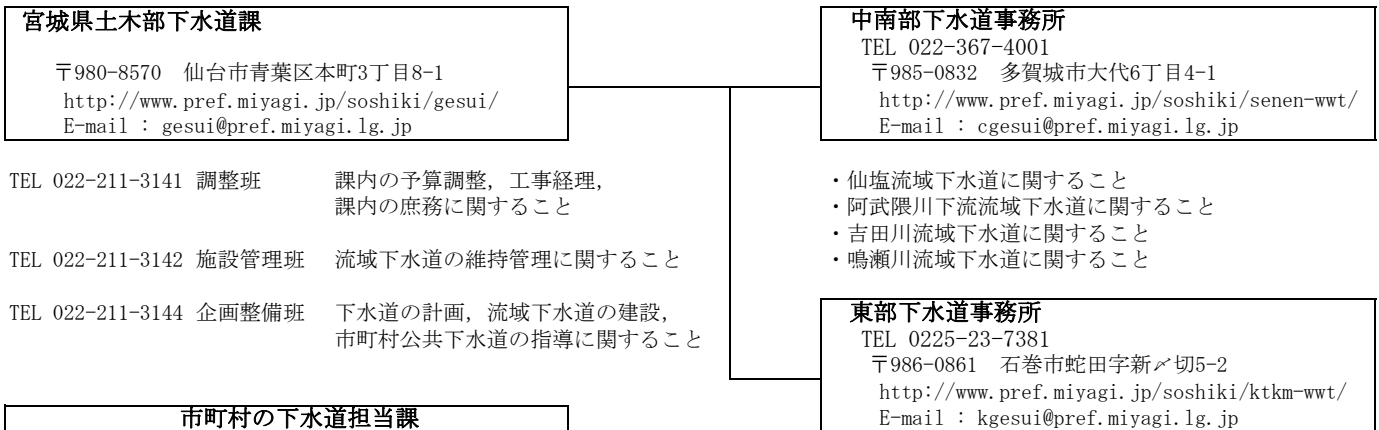 宮城県土木部下水道課
〒980-8570　仙台市青葉区本町3丁目8-1
http://www.pref.miyagi.jp/soshiki/gesui/
E-mail : gesui@pref.miyagi.lg.jp
TEL 022-211-3141 調整班　課内の予算調整，工事経理，
課内の庶務に関すること
TEL 022-211-3142 施設管理班　流域下水道の維持管理に関すること
TEL 022-211-3144 企画整備班　下水道の計画，流域下水道の建設，
市町村公共下水道の指導に関すること
市町村の下水道担当課
中南部下水道事務所
TEL 022-367-4001
〒985-0832　多賀城市大代6丁目4-1
http://www.pref.miyagi.jp/soshiki/senen-wwt/
E-mail : cgesui@pref.miyagi.lg.jp
・仙塩流域下水道に関すること
・阿武隈川下流流域下水道に関すること
・吉田川流域下水道に関すること
・鳴瀬川流域下水道に関すること
東部下水道事務所
TEL 0225-23-7381
〒986-0861　石巻市蛇田字新〆切5-2
http://www.pref.miyagi.jp/soshiki/ktkm-wwt/
E-mail : kgesui@pref.miyagi.lg.jp